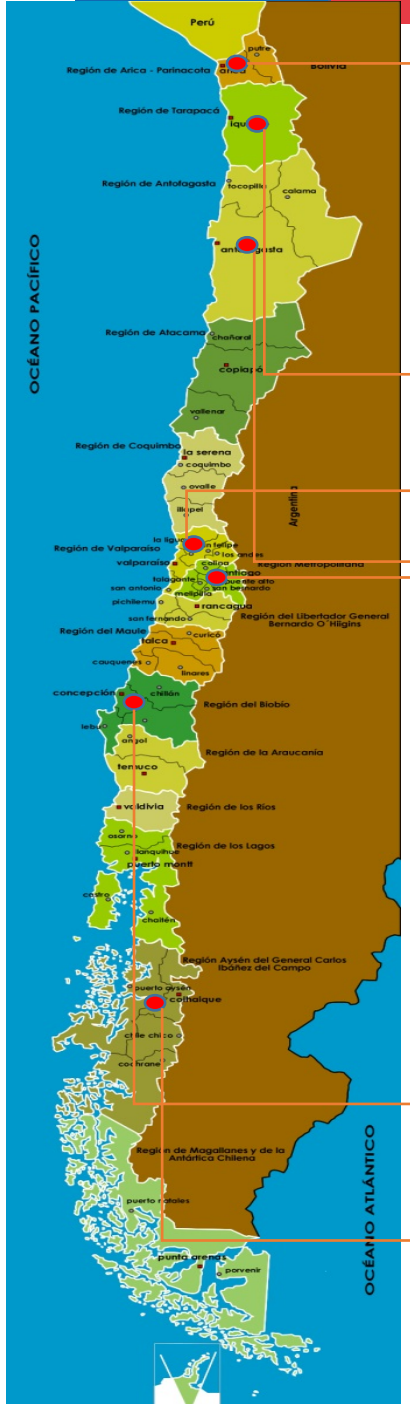 Perú
putre
Bolivia
Región de Arica - Parinacota
arica
Región de Tarapacá
iqu
Región de Antofagasta
tocopilla
calama
antofagasta
OCÉANO PACÍFICO
Región de Atacama
chañaral
copiapó
vallenar
Región de Coquimbo
la serena
coquimbo
ovalle
illapel
Argentina
la ligua
n felipe
Región de Valparaíso
los andes
valparaíso
colina
Región Metropolitana
ntiago
talagante
puente alto
san antonio
san bernardo
melipilla
pichilemu
rancagua
san fernando
Región del Libertador General
Bernardo O´Higins
Región del Maule
curicó
talca
cauquenes
linares
concepción
chillán
Región del Biobío
lebu
angol
Región de la Araucanía
temuco
valdivia
Región de los Ríos
osorno
Región de los Lagos
llanquihue
puerto montt
castro
chaitén
Región Aysén del General Carlos
Ibáñez del Campo
puerto aysén
coihaique
chile chico
cochrane
Región de Magallanes y de la
Antártica Chilena
OCÉANO ATLÁNTICO
puerto natales
punta arenas
porvenir